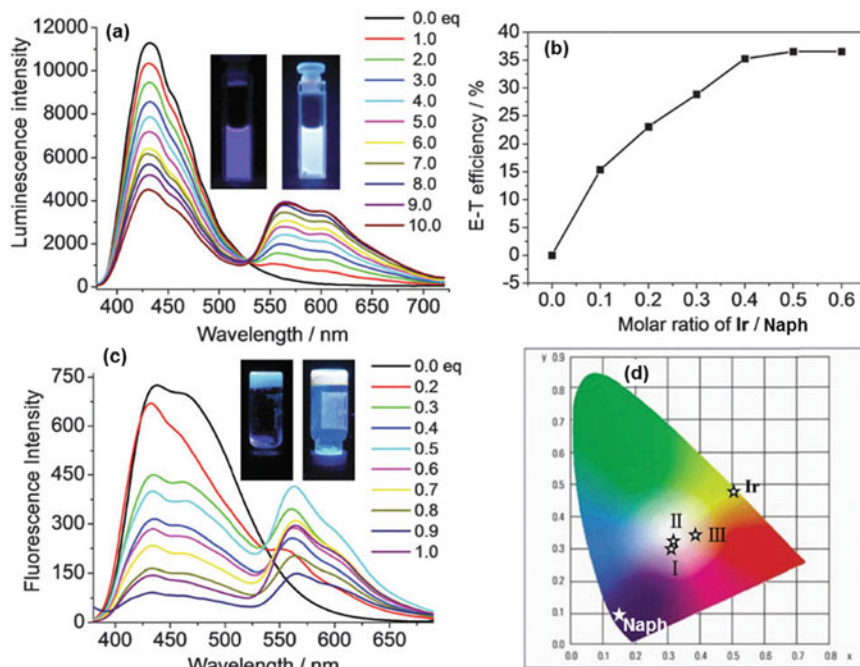 (a)
Luminescence intensity
12000
10000
8000
6000
4000
2000
0
400 450 500 550 600 650 700
Wavelength / nm
0.0 eq
1.0
2.0
3.0
4.0
5.0
6.0
7.0
8.0
9.0
10.0
(b)
E-T efficiency / %
40
35
30
25
20
15
10
5
0
-5
0.0 0.1 0.2 0.3 0.4 0.5 0.6
Molar ratio of Ir / Naph
(c)
Fluorescence Intensity
750
600
450
300
150
0
400 450 500 550 600 650
Wavelength / nm
0.0 eq
0.2
0.3
0.4
0.5
0.6
0.7
0.8
0.9
1.0
(d)
y
0.9
0.8
0.7
0.6
0.5
0.4
0.3
0.2
0.1
0.0
Ir
II
III
I
Naph
0.0 0.1 0.2 0.3 0.4 0.5 0.6 0.7 0.8
x